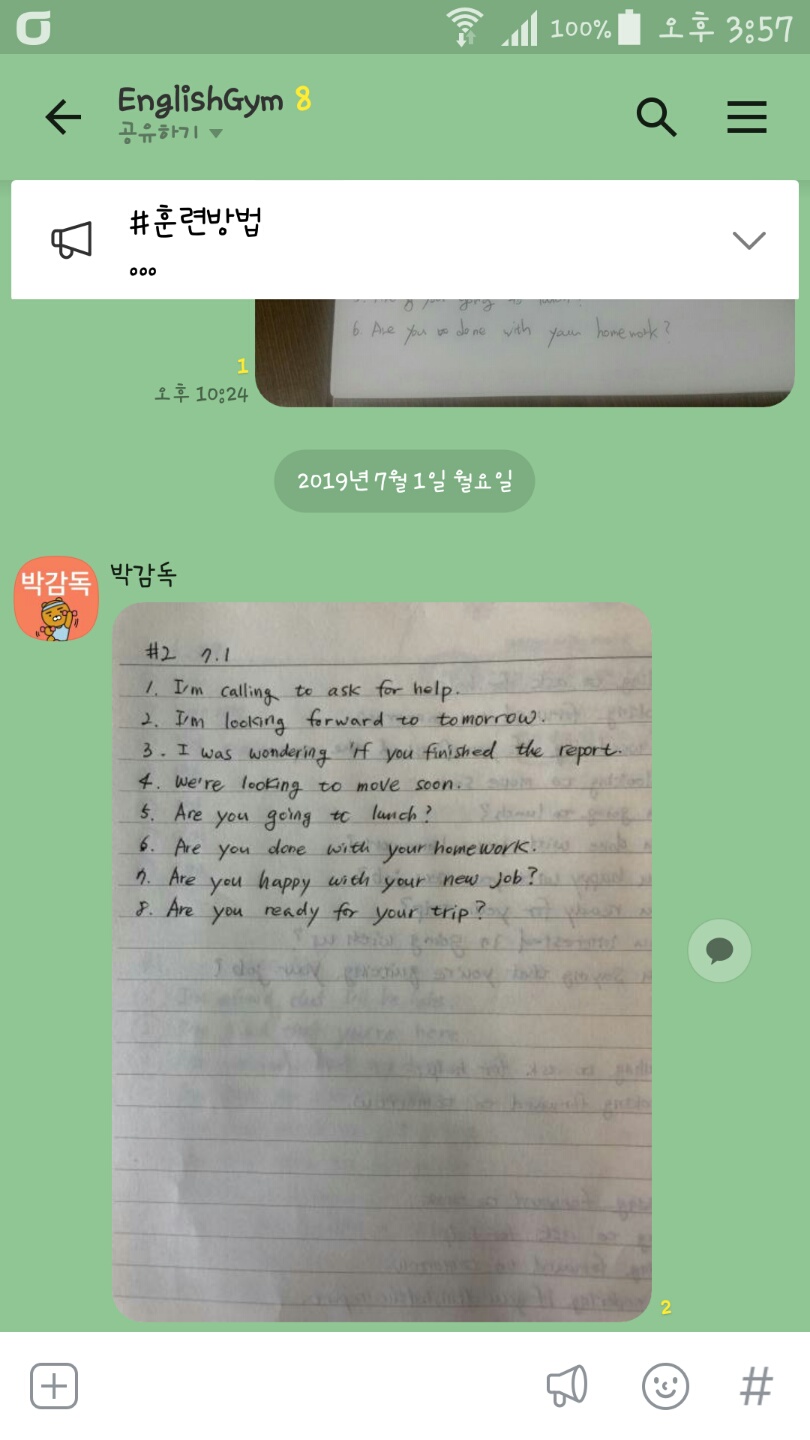 100% 오후 3:57
EnglishGym 8
공유하기
#훈련방법
...
6. Are you done with your homework?
1
오후 10:24
2019년 7월 1일 월요일
박감독
박감독
#2 7.1
1. I'm calling to ask for help.
2. I'm looking forward to tomorrow.
3. I was wondering if you finished the report.
4. We're looking to move soon.
5. Are you going to lunch?
6. Are you done with your homework.
7. Are you happy with your new job?
8. Are you ready for your trip?
2
#